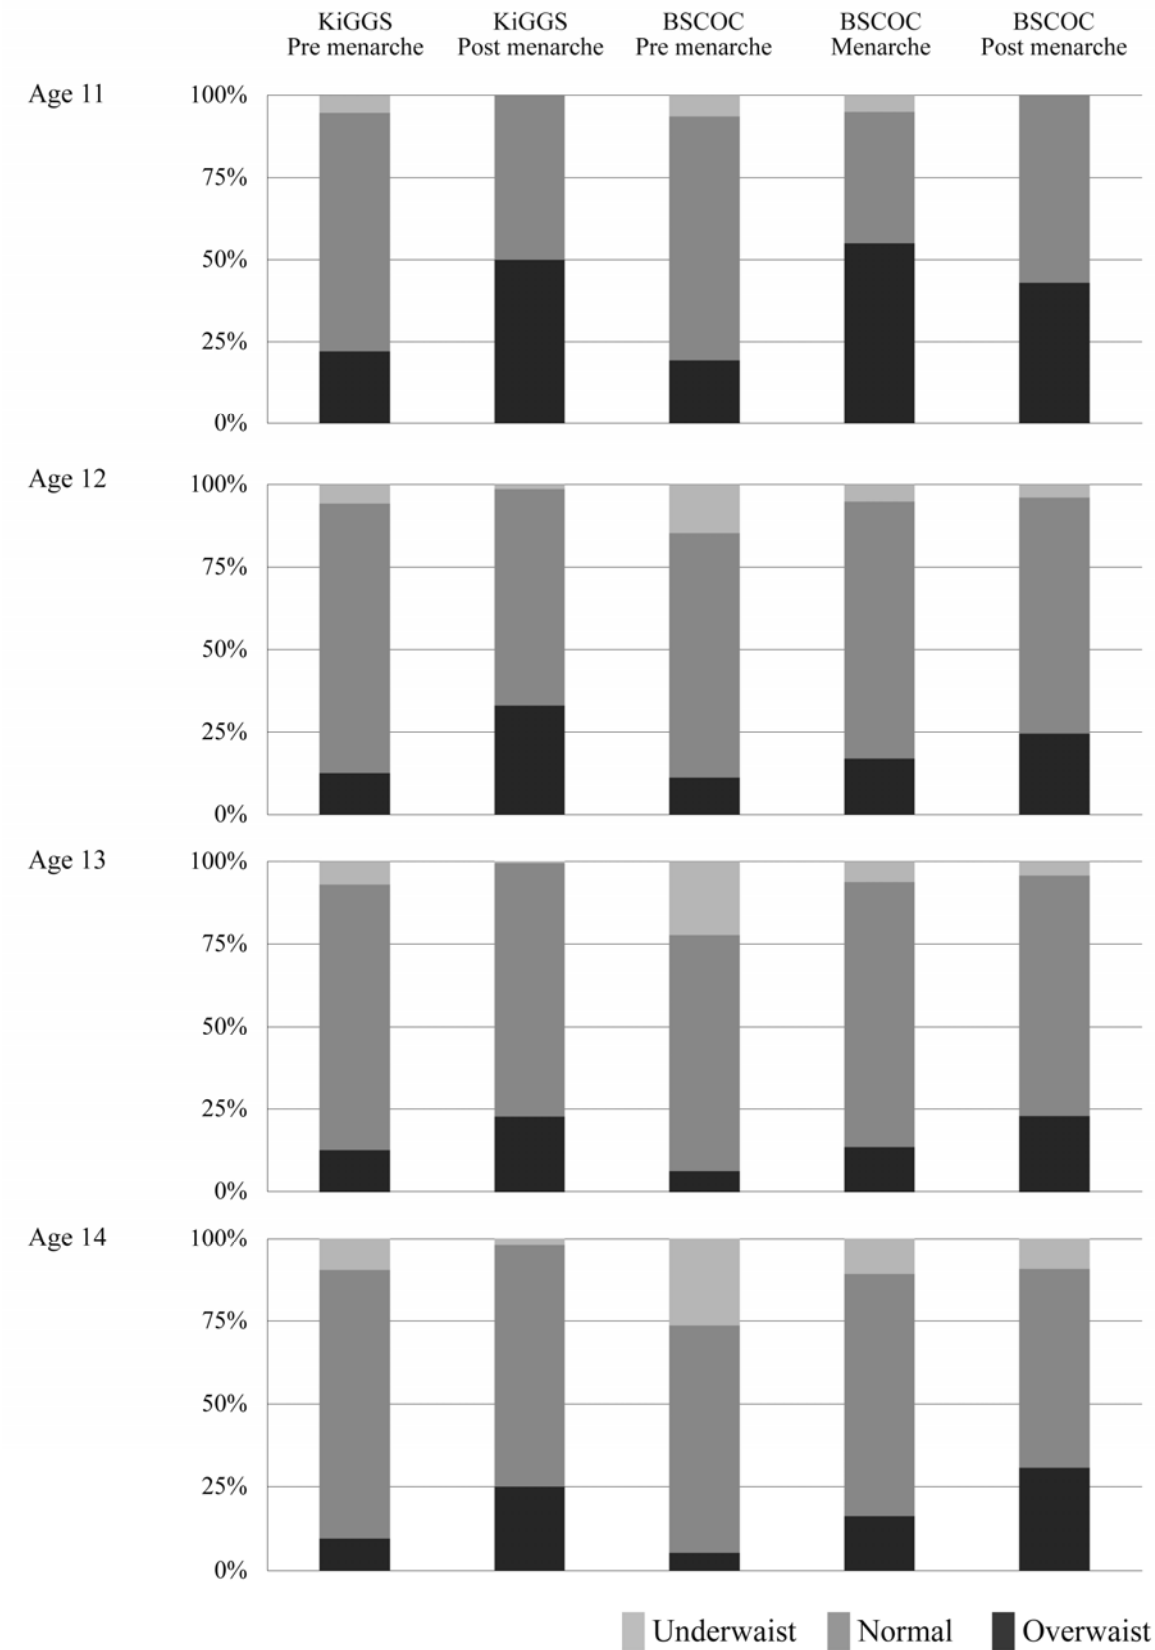 KiGGS KiGGS BSCOC BSCOC BSCOC
Pre menarche Post menarche Pre menarche Menarche Post menarche
Age 11
100%
75%
50%
25%
0%
Age 12
100%
75%
50%
25%
0%
Age 13
100%
75%
50%
25%
0%
Age 14
100%
75%
50%
25%
0%
Underwaist Normal Overwaist